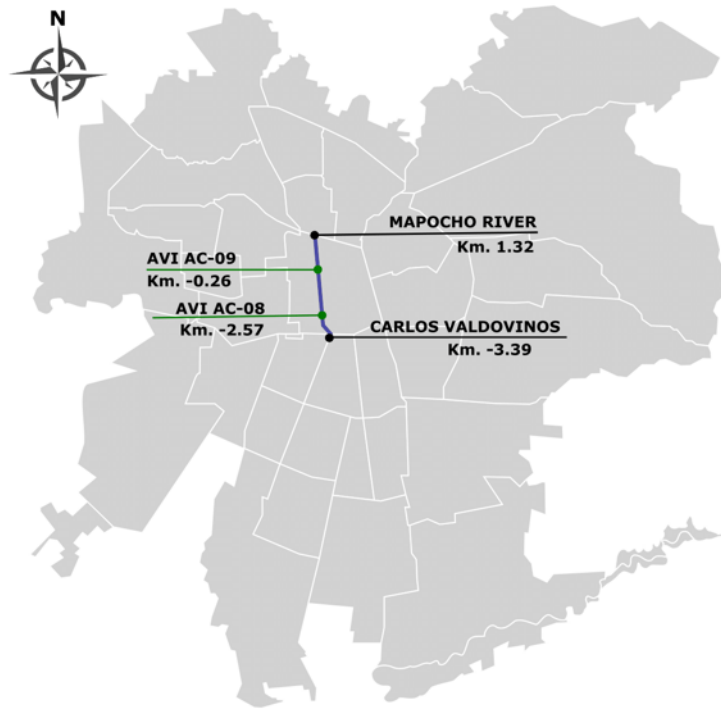 N
MAPOCHO RIVER
Km. 1.32
AVI AC-09
Km. -0.26
AVI AC-08
Km. -2.57
CARLOS VALDOVINOS
Km. -3.39